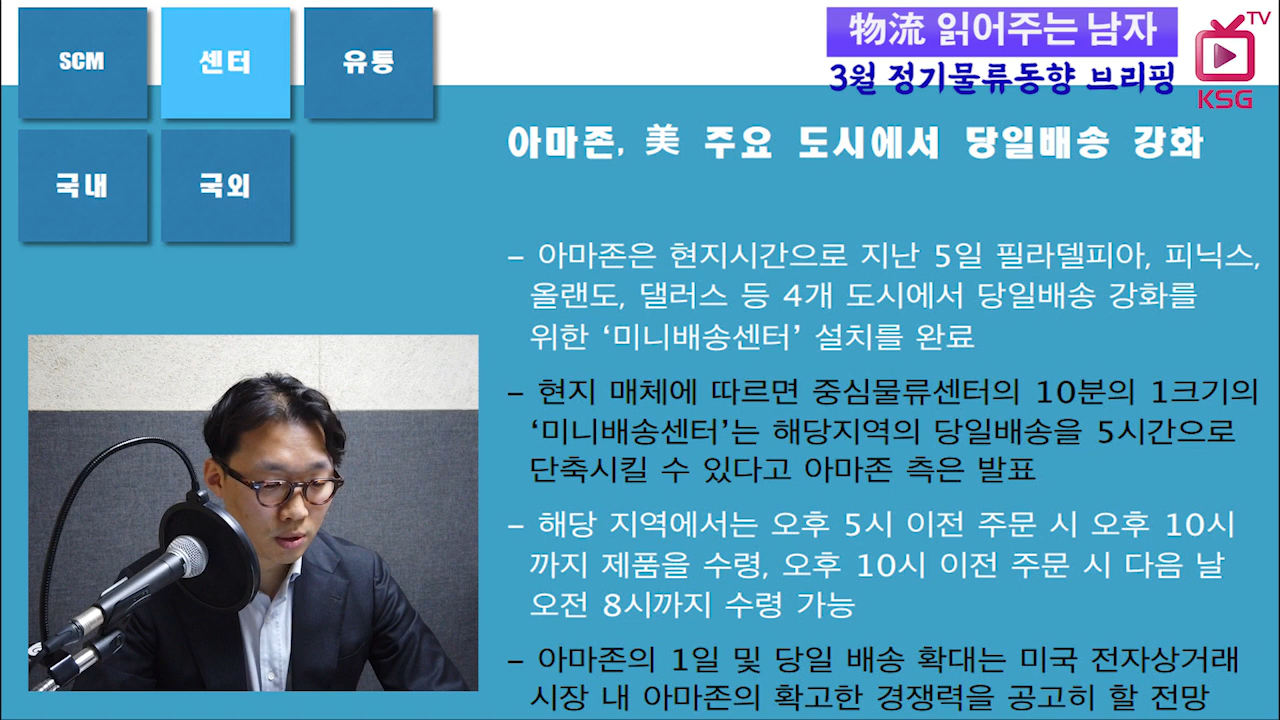 SCM
센터
유통
국내
국외
物流 읽어주는 남자
3월 정기물류동향 브리핑
TV
KSG
아마존, 美 주요 도시에서 당일배송 강화
– 아마존은 현지시간으로 지난 5일 필라델피아, 피닉스,
올랜도, 댈러스 등 4개 도시에서 당일배송 강화를
위한 ‘미니배송센터’ 설치를 완료
– 현지 매체에 따르면 중심물류센터의 10분의 1크기의
‘미니배송센터’는 해당지역의 당일배송을 5시간으로
단축시킬 수 있다고 아마존 측은 발표
– 해당 지역에서는 오후 5시 이전 주문 시 오후 10시
까지 제품을 수령, 오후 10시 이전 주문 시 다음 날
오전 8시까지 수령 가능
– 아마존의 1일 및 당일 배송 확대는 미국 전자상거래
시장 내 아마존의 확고한 경쟁력을 공고히 할 전망